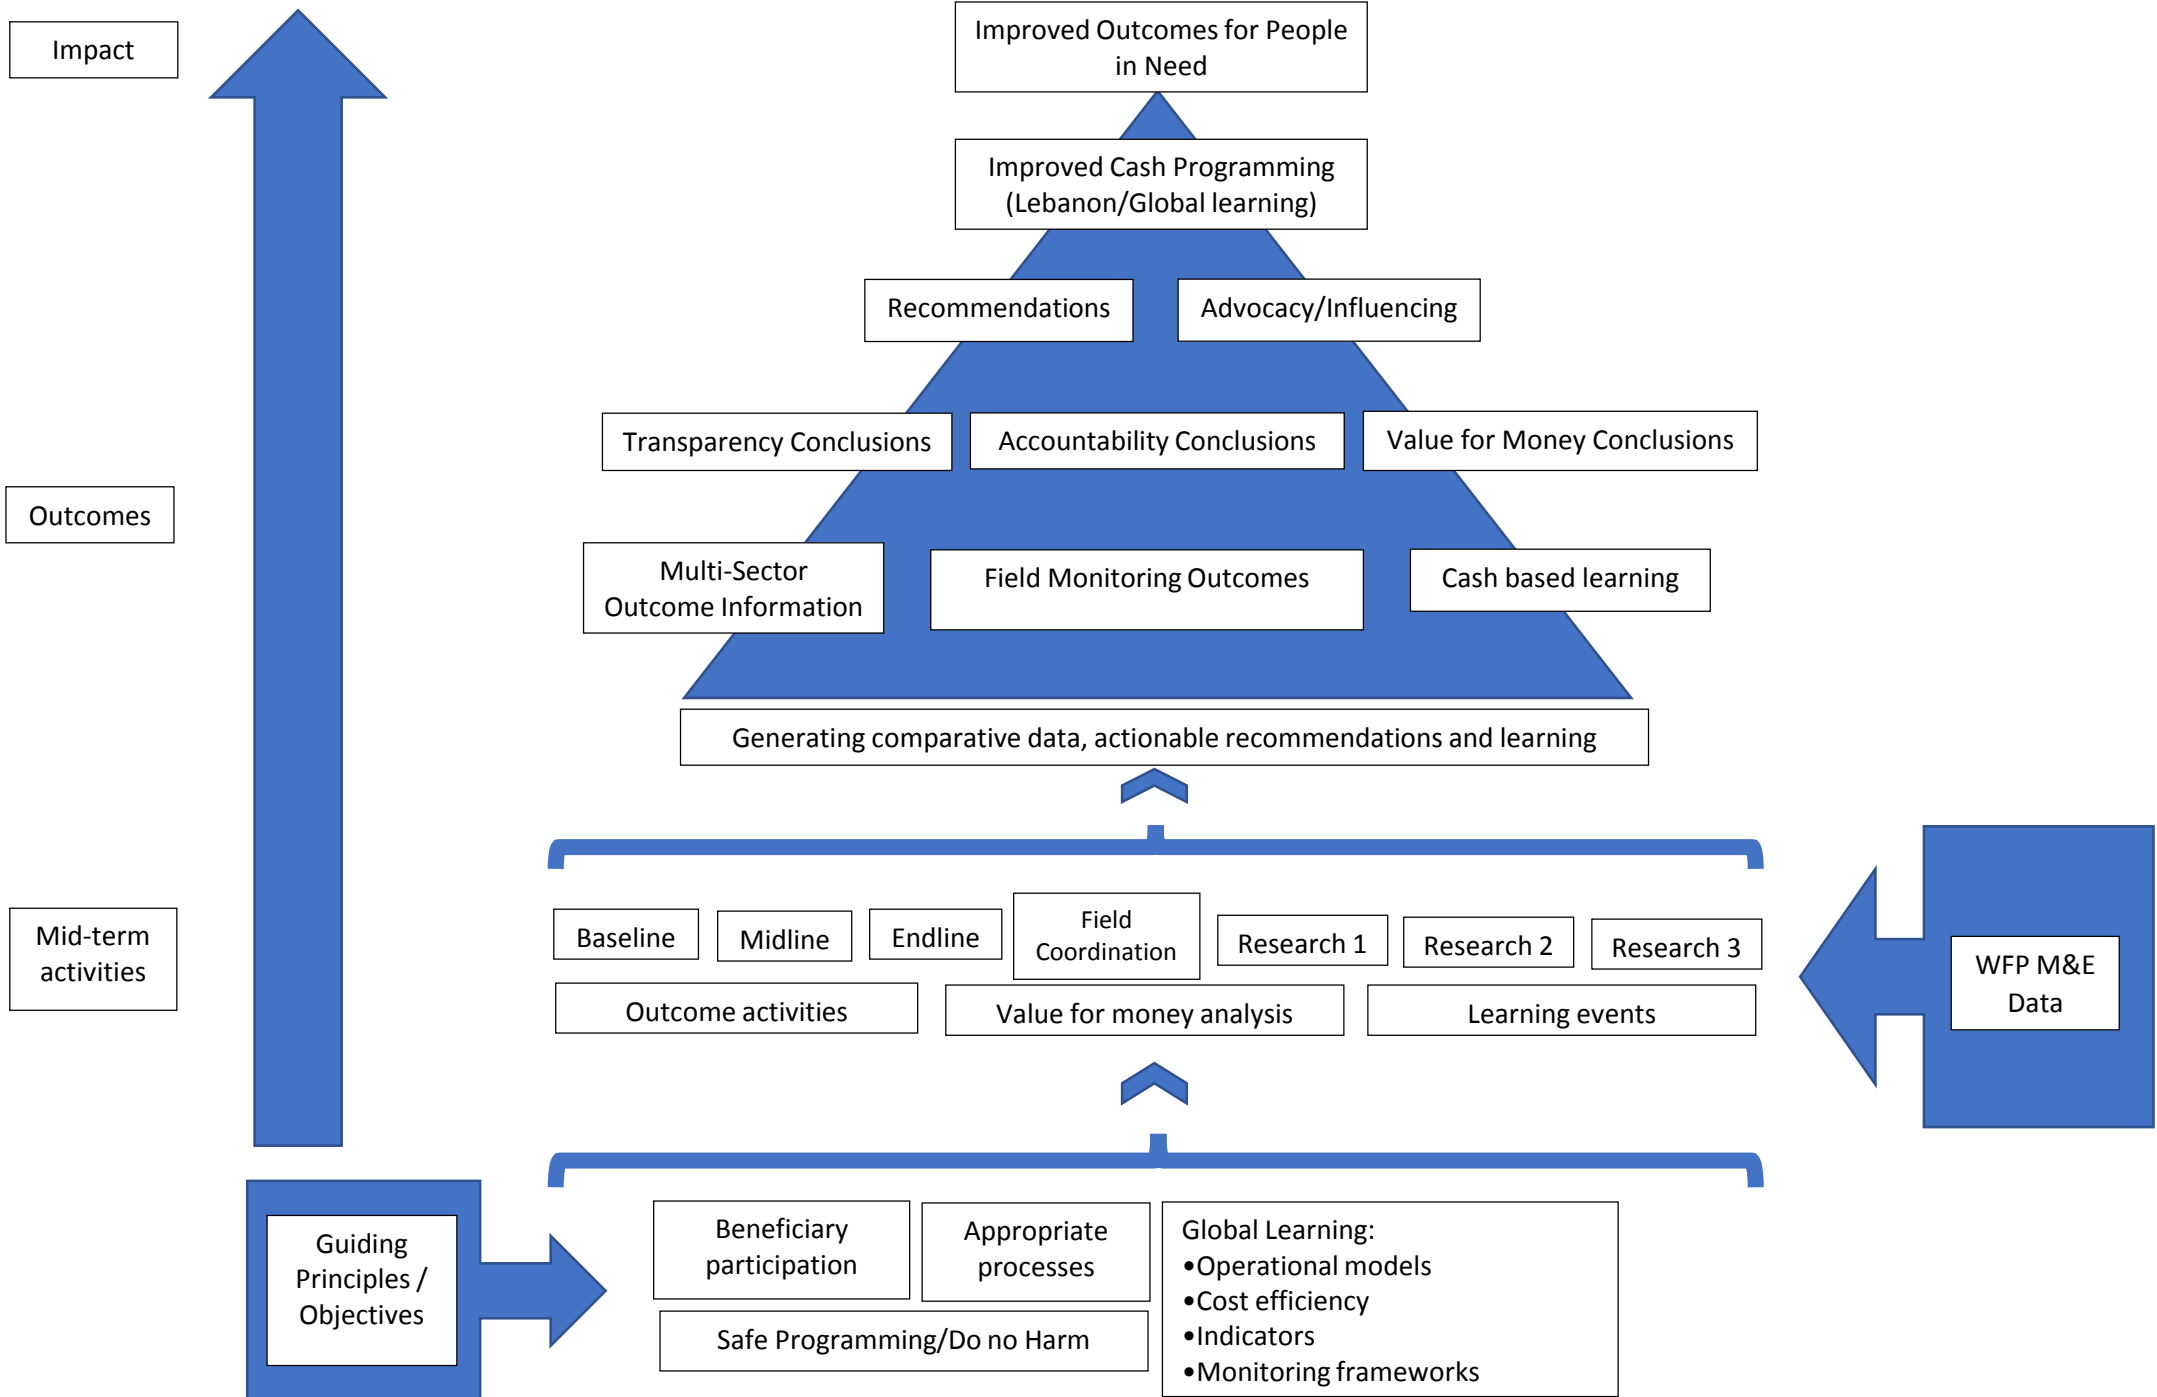 Impact
Improved Outcomes for People
in Need
Improved Cash Programming
(Lebanon/Global learning)
Recommendations
Advocacy/Influencing
Transparency Conclusions
Accountability Conclusions
Value for Money Conclusions
Outcomes
Multi-Sector
Outcome Information
Field Monitoring Outcomes
Cash based learning
Generating comparative data, actionable recommendations and learning
Mid-term
activities
Baseline
Midline
Endline
Field
Coordination
Research 1
Research 2
Research 3
Outcome activities
Value for money analysis
Learning events
WFP M&E
Data
Guiding
Principles /
Objectives
Beneficiary
participation
Appropriate
processes
Safe Programming/Do no Harm
Global Learning:
•Operational models
•Cost efficiency
•Indicators
•Monitoring frameworks